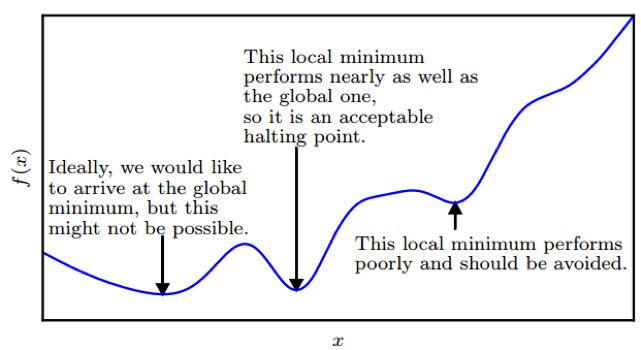 This local minimum
performs nearly as well as
the global one,
so it is an acceptable
halting point.
Ideally, we would like
to arrive at the global
minimum, but this
might not be possible.
This local minimum performs
poorly and should be avoided.
f(x)
x